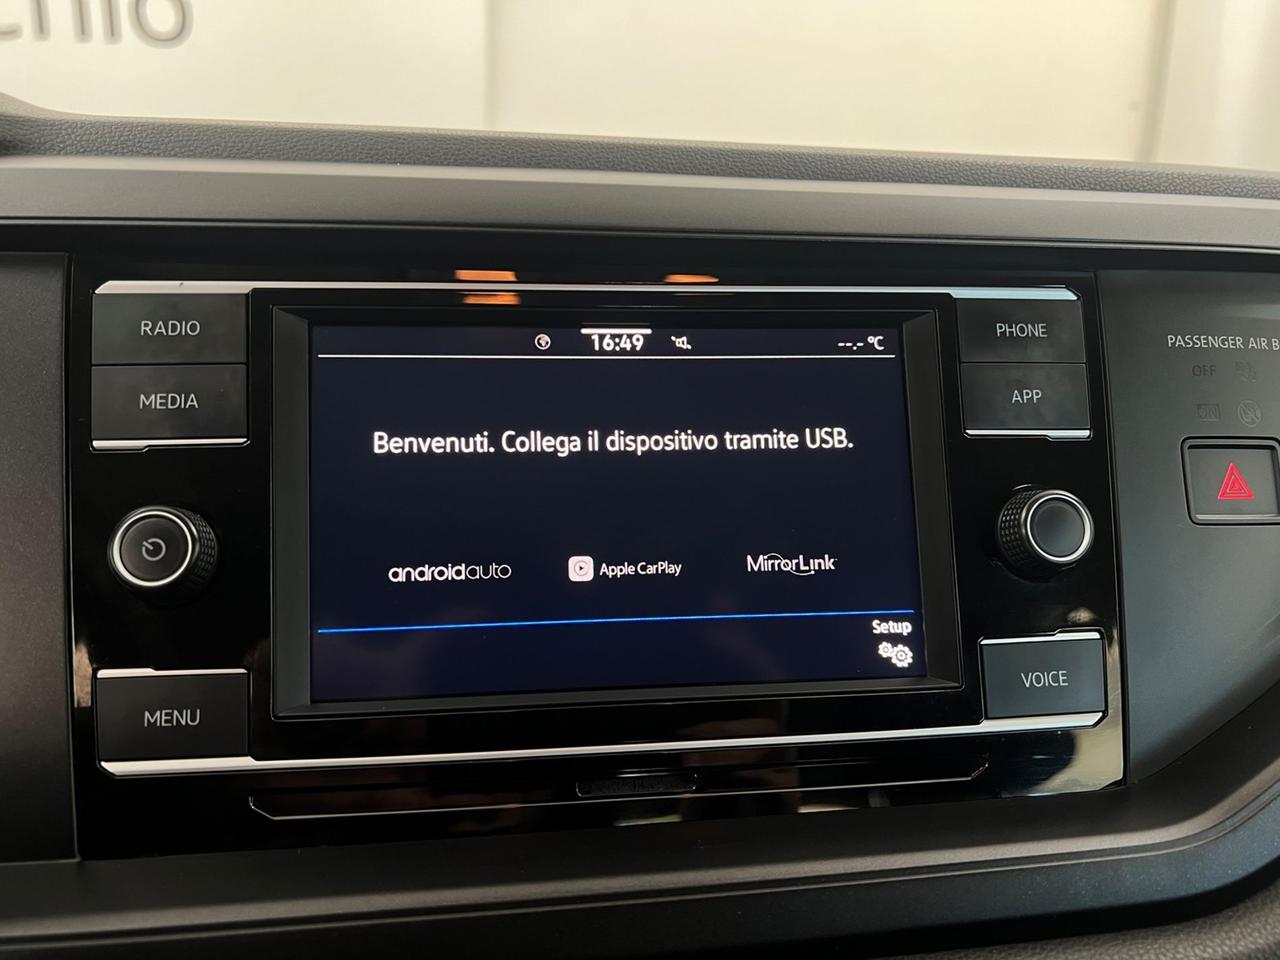 RADIO
MEDIA
MENU
16:49
--.- °C
Benvenuti. Collega il dispositivo tramite USB.
androidauto
Apple CarPlay
MirrorLink
Setup
PHONE
APP
VOICE
PASSENGER AIR B
OFF
ON